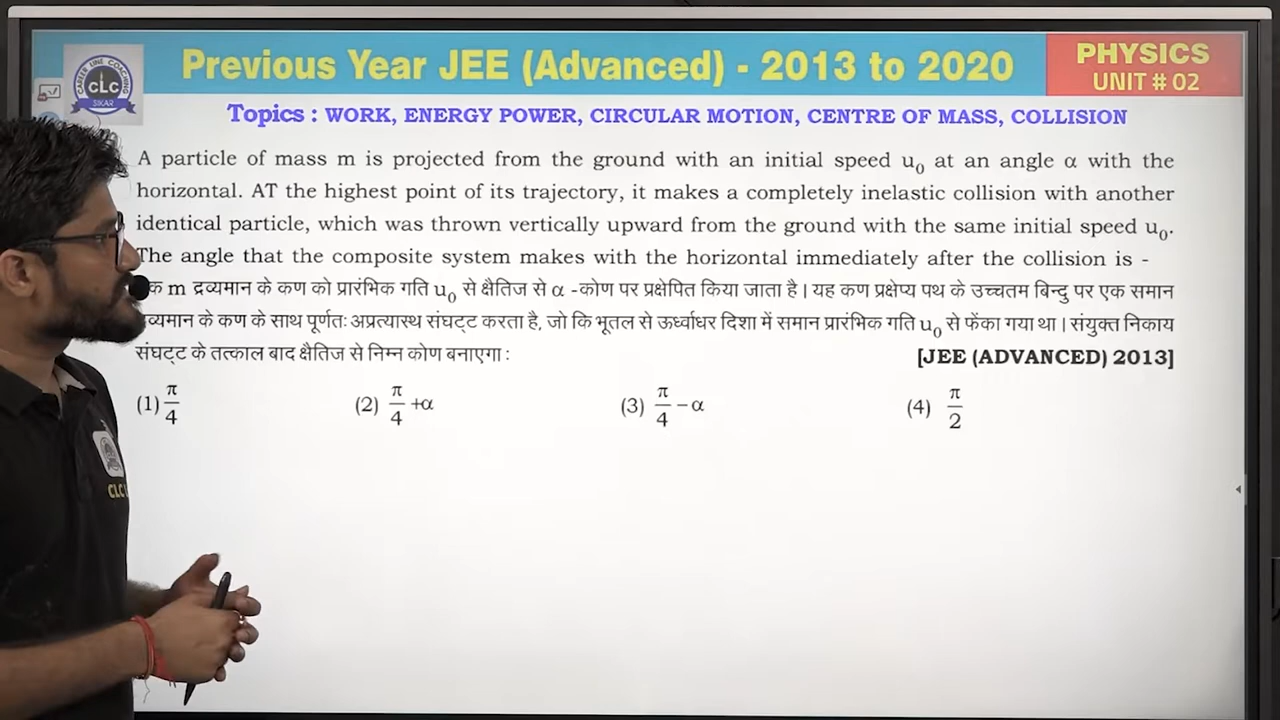 Previous Year JEE (Advanced) - 2013 to 2020
PHYSICS
UNIT # 02
CAREER LINE COACHING
CLC
SIKAR
Topics : WORK, ENERGY POWER, CIRCULAR MOTION, CENTRE OF MASS, COLLISION
A particle of mass m is projected from the ground with an initial speed u₀ at an angle α with the
horizontal. AT the highest point of its trajectory, it makes a completely inelastic collision with another
identical particle, which was thrown vertically upward from the ground with the same initial speed u₀.
The angle that the composite system makes with the horizontal immediately after the collision is -
m द्रव्यमान के कण को प्रारंभिक गति u₀ से क्षैतिज से α -कोण पर प्रक्षेपित किया जाता है। यह कण प्रक्षेप्य पथ के उच्चतम बिन्दु पर एक समान
के कण के साथ पूर्णतः अप्रत्यास्थ संघट्ट करता है, जो कि भूतल से ऊर्ध्वाधर दिशा में समान प्रारंभिक गति u₀ से फेंका गया था। संयुक्त निकाय
संघट्ट के तत्काल बाद क्षैतिज से निम्न कोण बनाएगा :
[JEE (ADVANCED) 2013]
(1) π/4 (2) π/4 +α (3) π/4 − α (4) π/2
CLC